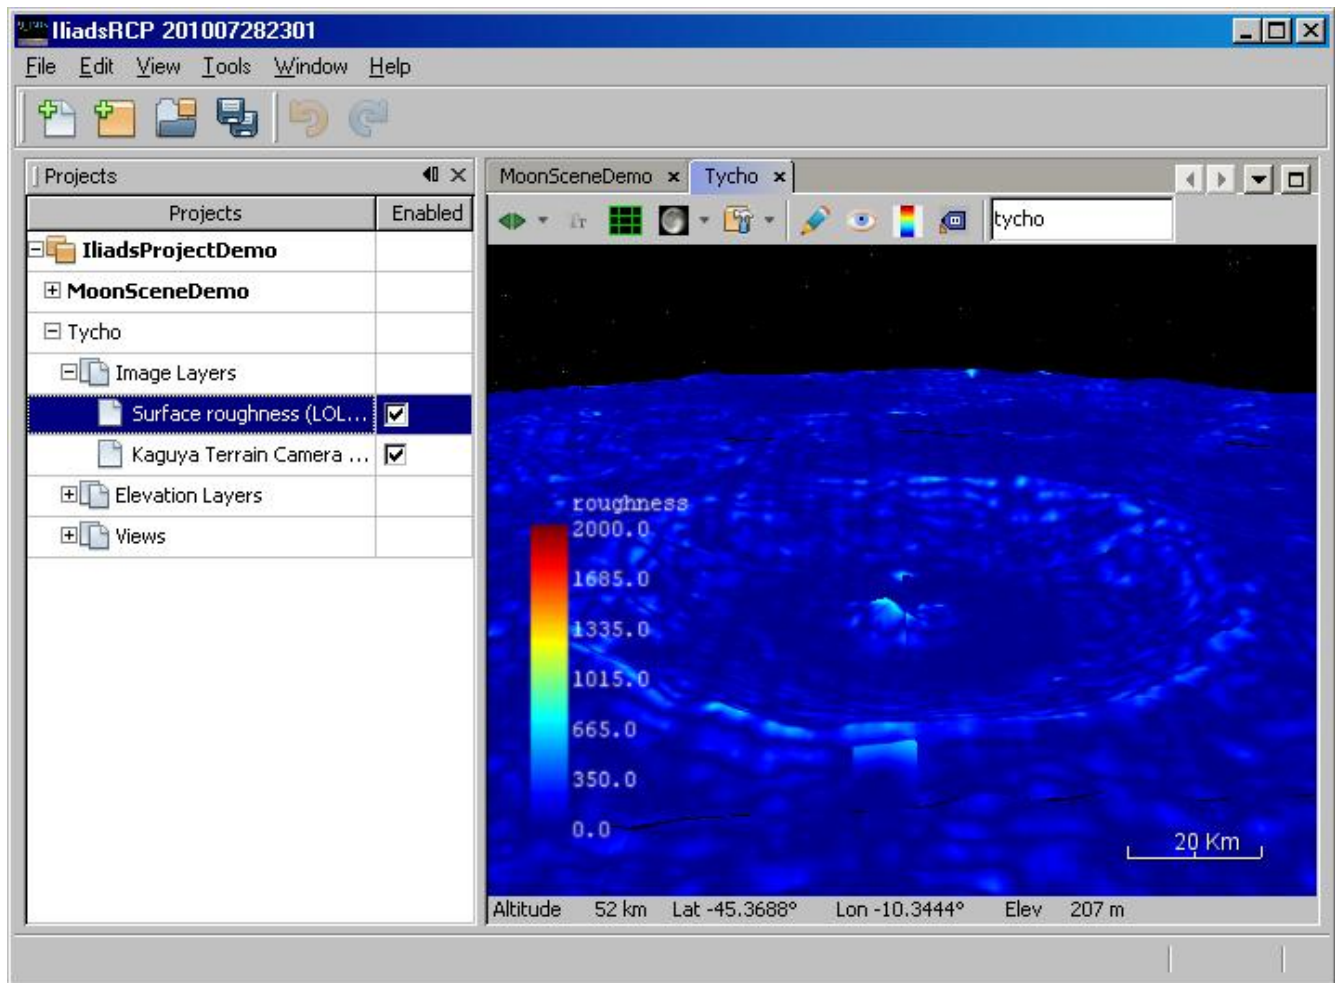 IliadsRCP 201007282301
File Edit View Tools Window Help
Projects
MoonSceneDemo Tycho
Projects Enabled
tycho
IliadsProjectDemo
MoonSceneDemo
Tycho
Image Layers
Surface roughness (LOL...
Kaguya Terrain Camera ...
Elevation Layers
Views
roughness
2000.0
1685.0
1335.0
1015.0
665.0
350.0
0.0
20 Km
Altitude 52 km Lat -45.3688° Lon -10.3444° Elev 207 m